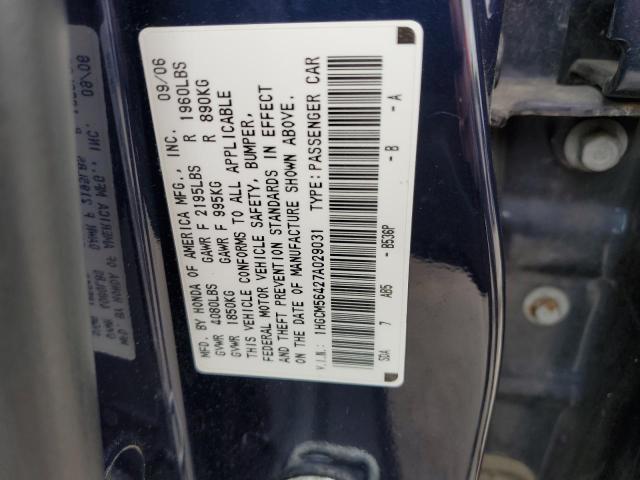 MFD. BY HONDA OF AMERICA MFG., INC. 09/06
GVWR 4080LBS GAWR F 2195LBS R 1960LBS
GVWR 1850KG GAWR F 995KG R 890KG
THIS VEHICLE CONFORMS TO ALL APPLICABLE
FEDERAL MOTOR VEHICLE SAFETY, BUMPER,
AND THEFT PREVENTION STANDARDS IN EFFECT
ON THE DATE OF MANUFACTURE SHOWN ABOVE.
V.I.N.: 1HGCM56427A029031 TYPE:PASSENGER CAR
SDA 7 AB5 - B536P - B - A